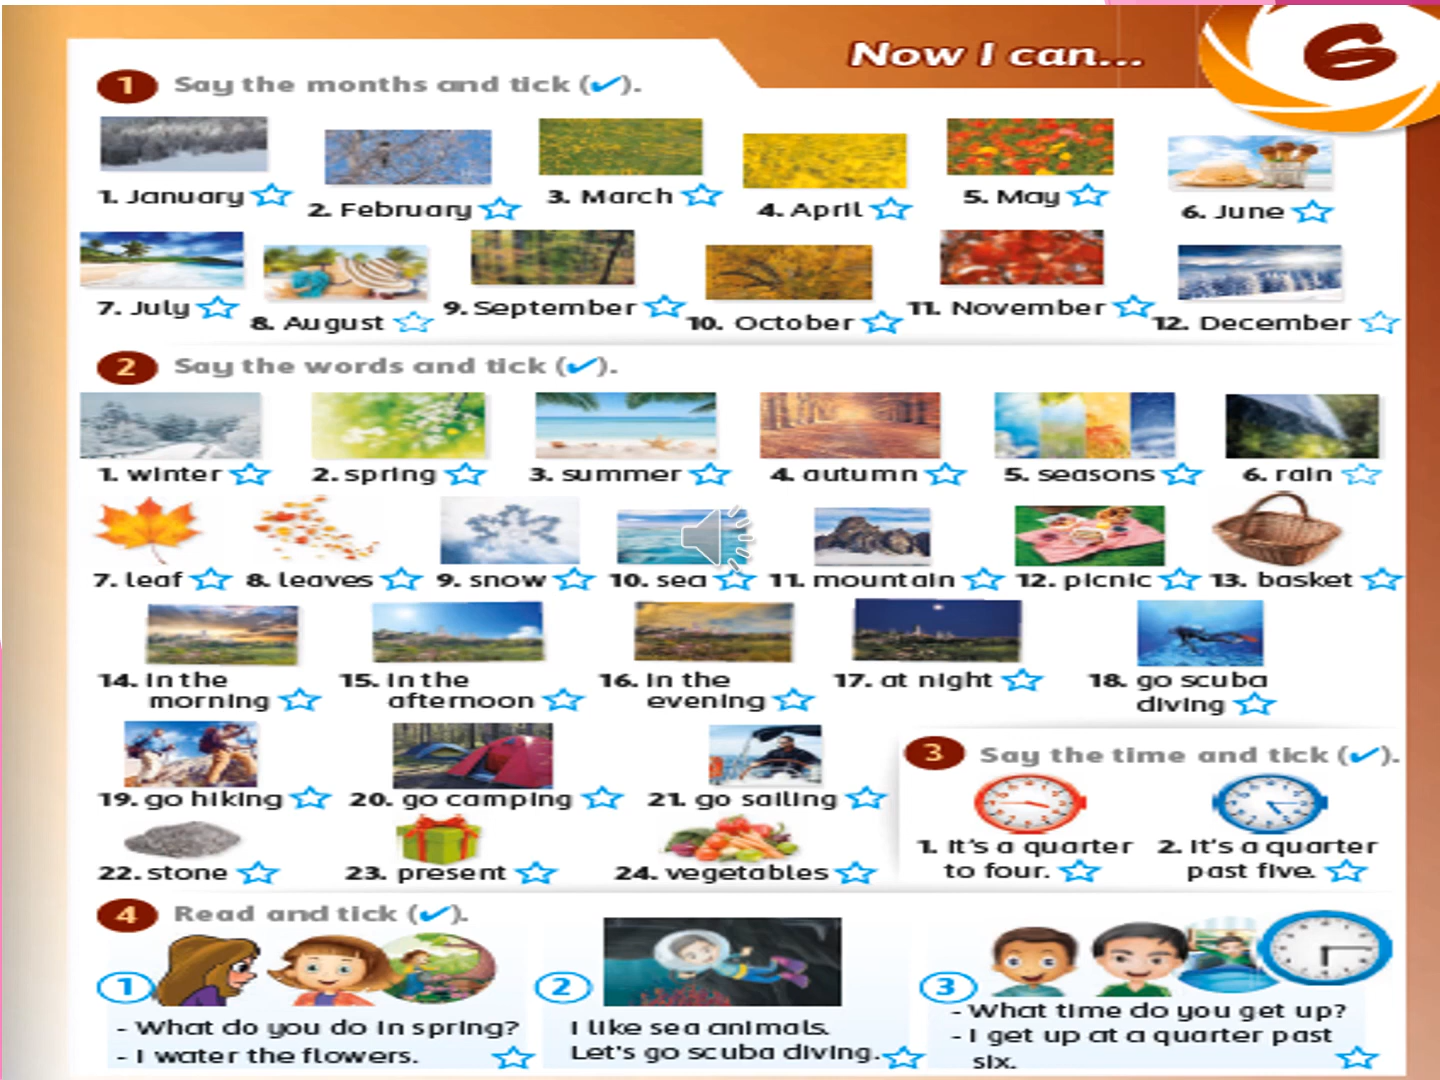 Now I can... 6
1 Say the months and tick (✔).
1. January
2. February
3. March
4. April
5. May
6. June
7. July
8. August
9. September
10. October
11. November
12. December
2 Say the words and tick (✔).
1. winter
2. spring
3. summer
4. autumn
5. seasons
6. rain
7. leaf
8. leaves
9. snow
10. sea
11. mountain
12. picnic
13. basket
14. in the
morning
15. in the
afternoon
16. in the
evening
17. at night
18. go scuba
diving
19. go hiking
20. go camping
21. go sailing
22. stone
23. present
24. vegetables
3 Say the time and tick (✔).
1. It's a quarter
to four.
2. It's a quarter
past five.
4 Read and tick (✔).
1
- What do you do in spring?
- I water the flowers.
2
I like sea animals.
Let's go scuba diving.
3
- What time do you get up?
- I get up at a quarter past
six.